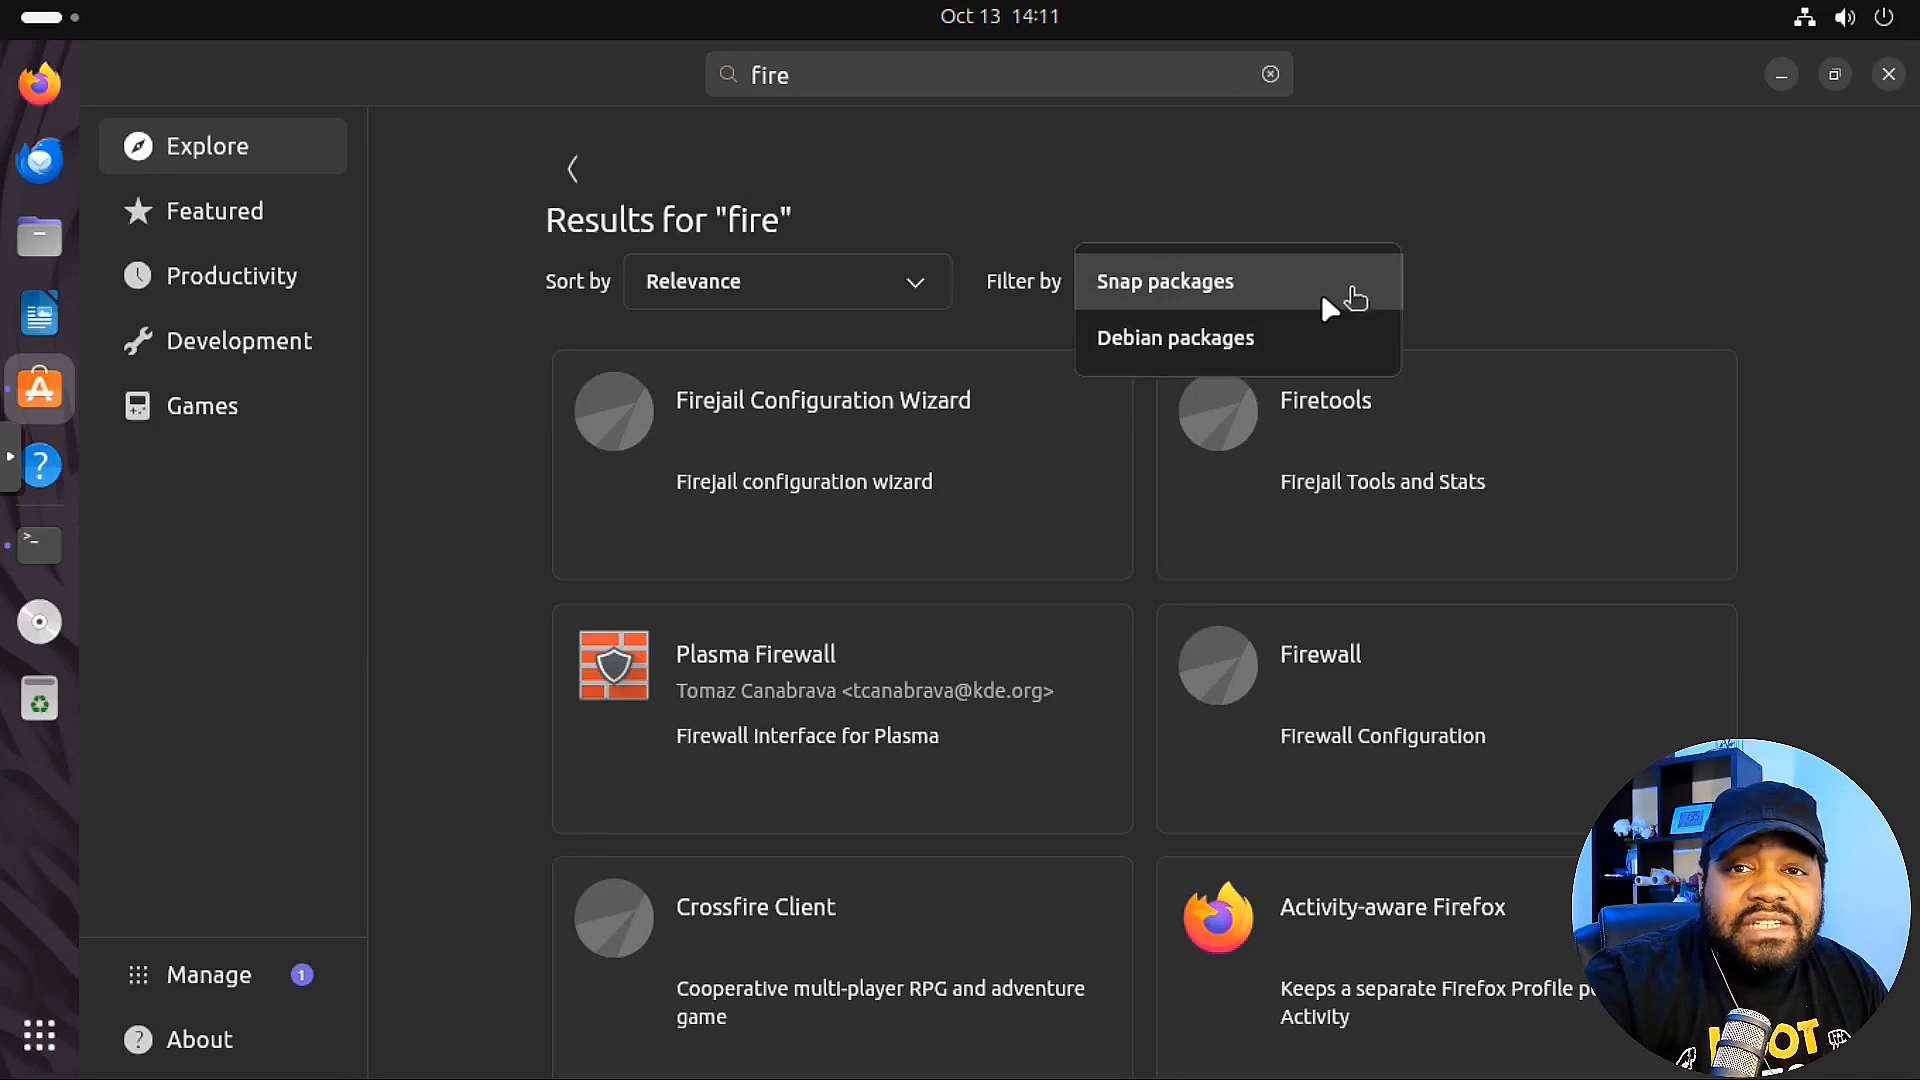 Oct 13 14:11
fire
Explore
Featured
Productivity
Development
Games
Manage 1
About
Results for "fire"
Sort by Relevance Filter by
Snap packages
Debian packages
Firejail Configuration Wizard
Firejail configuration wizard
Firetools
Firejail Tools and Stats
Plasma Firewall
Tomaz Canabrava <tcanabrava@kde.org>
Firewall Interface for Plasma
Firewall
Firewall Configuration
Crossfire Client
Cooperative multi-player RPG and adventure
game
Activity-aware Firefox
Keeps a separate Firefox Profile
Activity